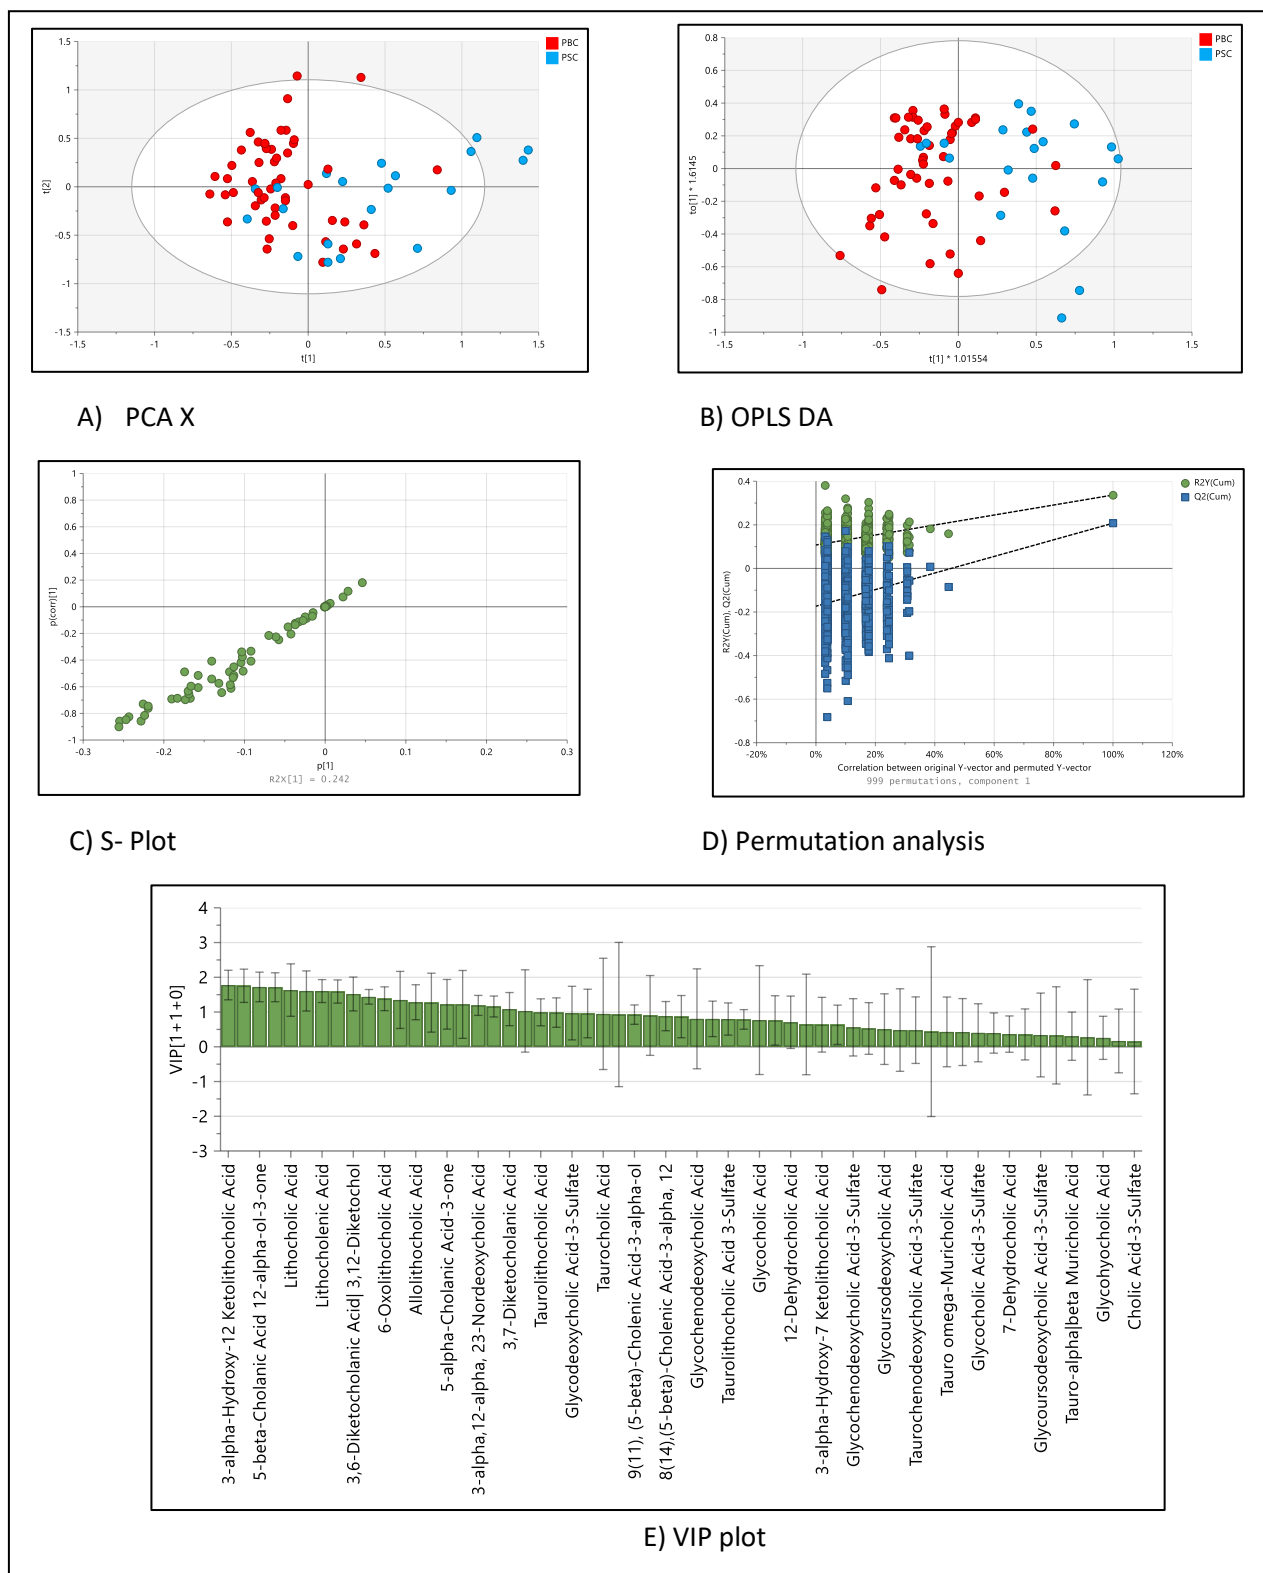 PBC
PSC
1.5
1
0.5
0
-0.5
-1
-1.5
t[2]
-1.5
-1
-0.5
0
0.5
1
1.5
t[1]
A) PCA X
PBC
PSC
0.8
0.6
0.4
0.2
0
-0.2
-0.4
-0.6
-0.8
-1
to[1] * 1.6145
-1.5
-1
-0.5
0
0.5
1
1.5
t[1] * 1.01554
B) OPLS DA
1
0.8
0.6
0.4
0.2
0
-0.2
-0.4
-0.6
-0.8
-1
p(corr)[1]
-0.3
-0.2
-0.1
0
0.1
0.2
0.3
p[1]
R2X[1] = 0.242
C) S- Plot
R2Y(Cum)
Q2(Cum)
0.4
0.2
0
-0.2
-0.4
-0.6
-0.8
R2Y(Cum), Q2(Cum)
-20%
0%
20%
40%
60%
80%
100%
120%
Correlation between original Y-vector and permuted Y-vector
999 permutations, component 1
D) Permutation analysis
4
3
2
1
0
-1
-2
-3
VIP[1+1+0]
3-alpha-Hydroxy-12 Ketolithocholic Acid
5-beta-Cholanic Acid 12-alpha-ol-3-one
Lithocholic Acid
Lithocholenic Acid
3,6-Diketocholanic Acid| 3,12-Diketochol
6-Oxolithocholic Acid
Allolithocholic Acid
5-alpha-Cholanic Acid-3-one
3-alpha,12-alpha, 23-Nordeoxycholic Acid
3,7-Diketocholanic Acid
Taurolithocholic Acid
Glycodeoxycholic Acid-3-Sulfate
Taurocholic Acid
9(11), (5-beta)-Cholenic Acid-3-alpha-ol
8(14),(5-beta)-Cholenic Acid-3-alpha, 12
Glycochenodeoxycholic Acid
Taurolithocholic Acid 3-Sulfate
Glycocholic Acid
12-Dehydrocholic Acid
3-alpha-Hydroxy-7 Ketolithocholic Acid
Glycochenodeoxycholic Acid-3-Sulfate
Glycoursodeoxycholic Acid
Taurochenodeoxycholic Acid-3-Sulfate
Tauro omega-Muricholic Acid
Glycocholic Acid-3-Sulfate
7-Dehydrocholic Acid
Glycoursodeoxycholic Acid-3-Sulfate
Tauro-alpha|beta Muricholic Acid
Glycohyocholic Acid
Cholic Acid-3-Sulfate
E) VIP plot